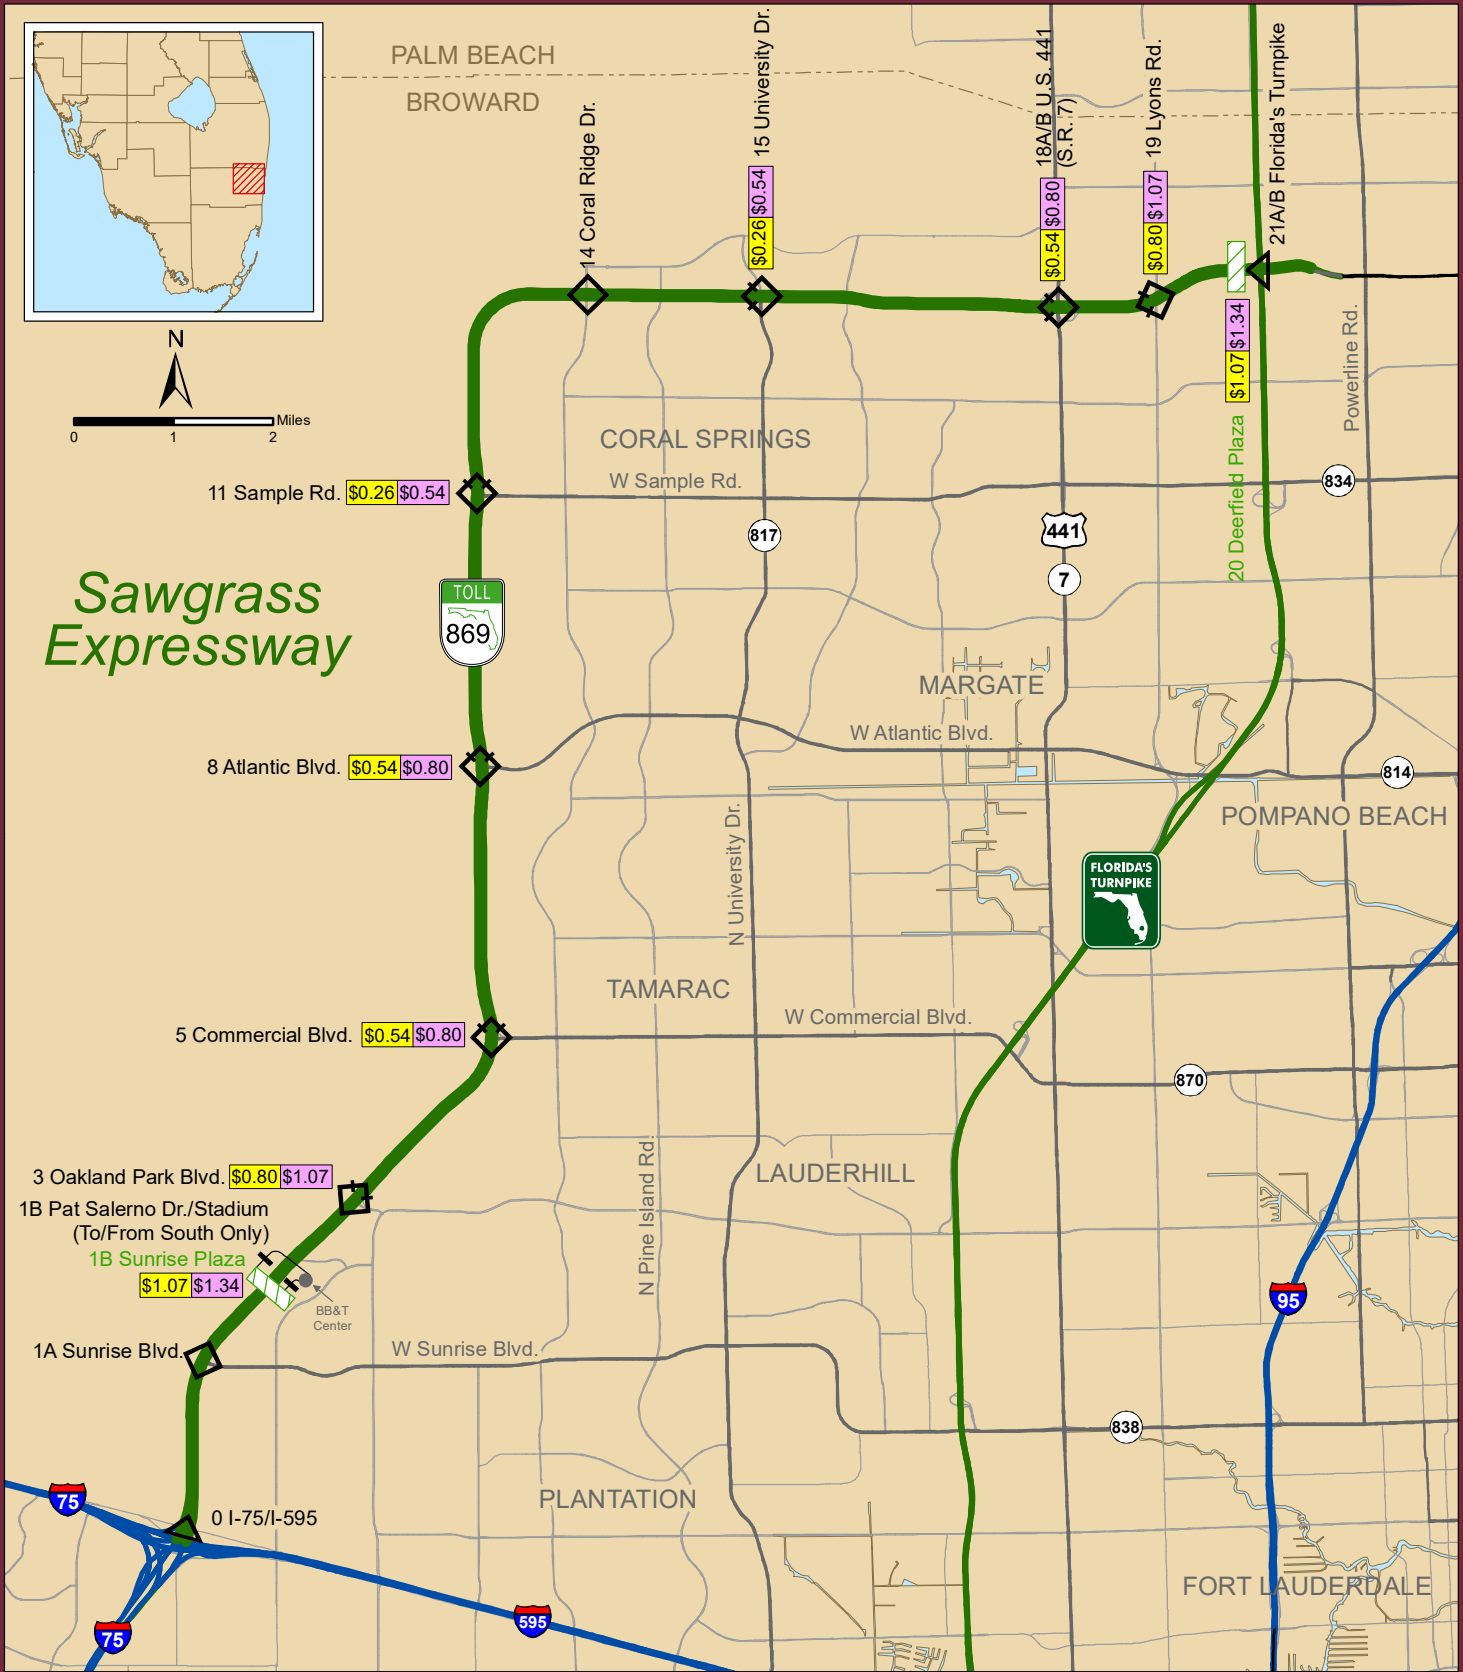 PALM BEACH
BROWARD
14 Coral Ridge Dr.
15 University Dr.
$0.26 $0.54
18A/B U.S. 441
(S.R. 7)
$0.54 $0.80
19 Lyons Rd.
$0.80 $1.07
21A/B Florida's Turnpike
$1.07 $1.34
20 Deerfield Plaza
Powerline Rd.
N
0 1 2 Miles
CORAL SPRINGS
W Sample Rd.
834
11 Sample Rd. $0.26 $0.54
817
441
7
Sawgrass
Expressway
TOLL
869
MARGATE
W Atlantic Blvd.
8 Atlantic Blvd. $0.54 $0.80
814
POMPANO BEACH
N University Dr.
FLORIDA'S
TURNPIKE
TAMARAC
W Commercial Blvd.
5 Commercial Blvd. $0.54 $0.80
870
N Pine Island Rd.
LAUDERHILL
3 Oakland Park Blvd. $0.80 $1.07
1B Pat Salerno Dr./Stadium
(To/From South Only)
1B Sunrise Plaza
$1.07 $1.34
BB&T
Center
95
1A Sunrise Blvd.
W Sunrise Blvd.
838
75
0 I-75/I-595
PLANTATION
FORT LAUDERDALE
75
595